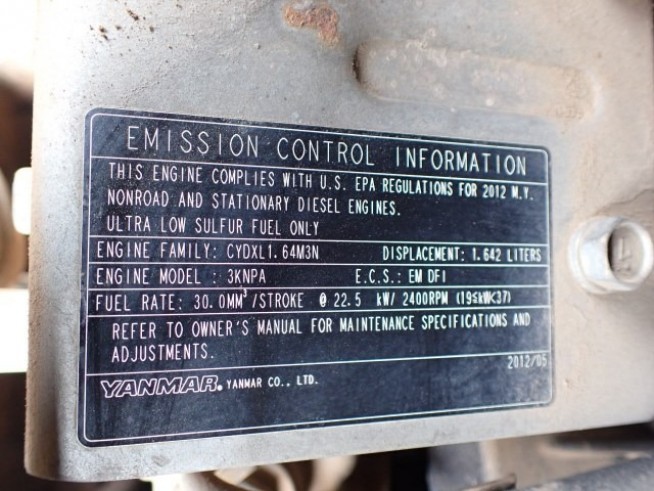 EMISSION CONTROL INFORMATION
THIS ENGINE COMPLIES WITH U.S. EPA REGULATIONS FOR 2012 M.Y.
NONROAD AND STATIONARY DIESEL ENGINES.
ULTRA LOW SULFUR FUEL ONLY
ENGINE FAMILY: CYDXL1.64M3N DISPLACEMENT: 1.642 LITERS
ENGINE MODEL : 3KNPA E.C.S.: EM DFI
FUEL RATE: 30.0MM³/STROKE @ 22.5 kW/ 2400RPM (19≤kW<37)
REFER TO OWNER'S MANUAL FOR MAINTENANCE SPECIFICATIONS AND
ADJUSTMENTS.
2012/05
YANMAR. YANMAR CO., LTD.